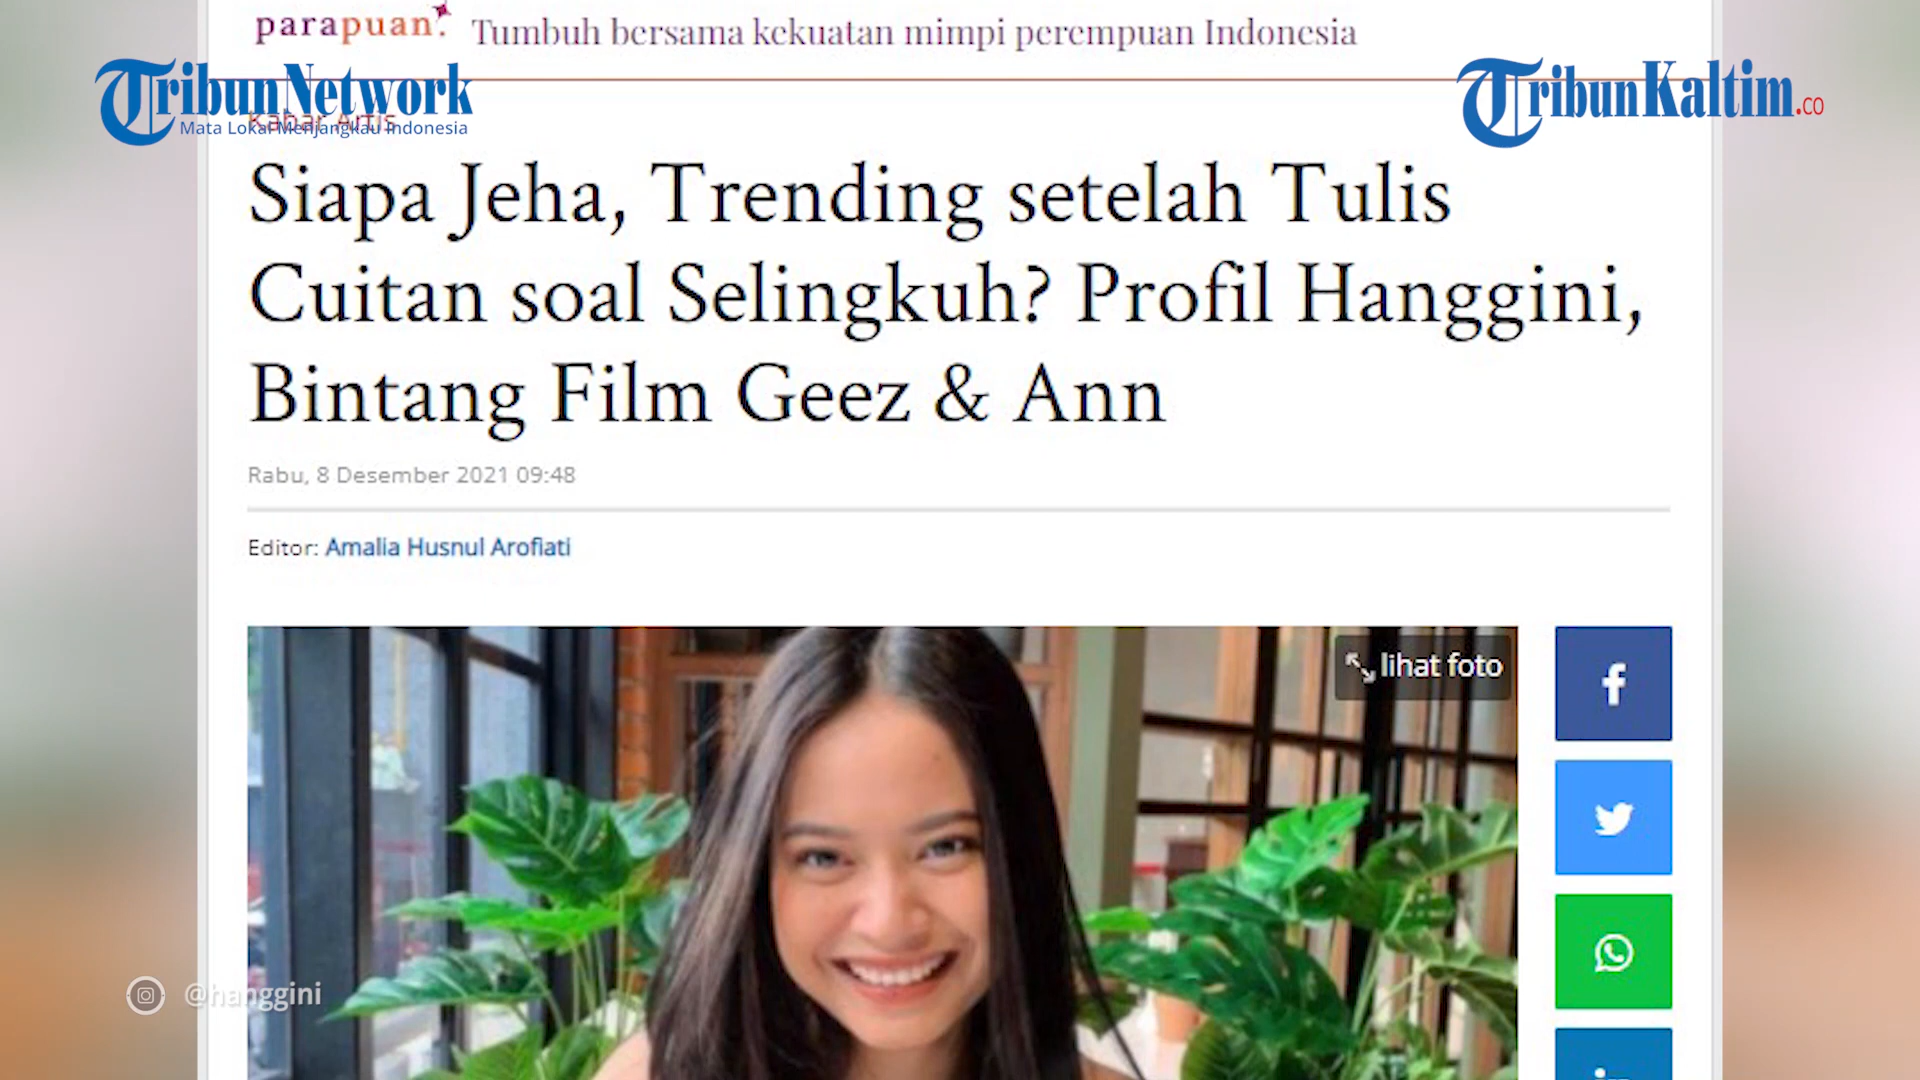 parapuan.
Tumbuh bersama kekuatan mimpi perempuan Indonesia
TribunNetwork
Mata Lokal Menjangkau Indonesia
TribunKaltim.co
Kabar Artis
Siapa Jeha, Trending setelah Tulis
Cuitan soal Selingkuh? Profil Hanggini,
Bintang Film Geez & Ann
Rabu, 8 Desember 2021 09:48
Editor: Amalia Husnul Arofiati
lihat foto
@hanggini